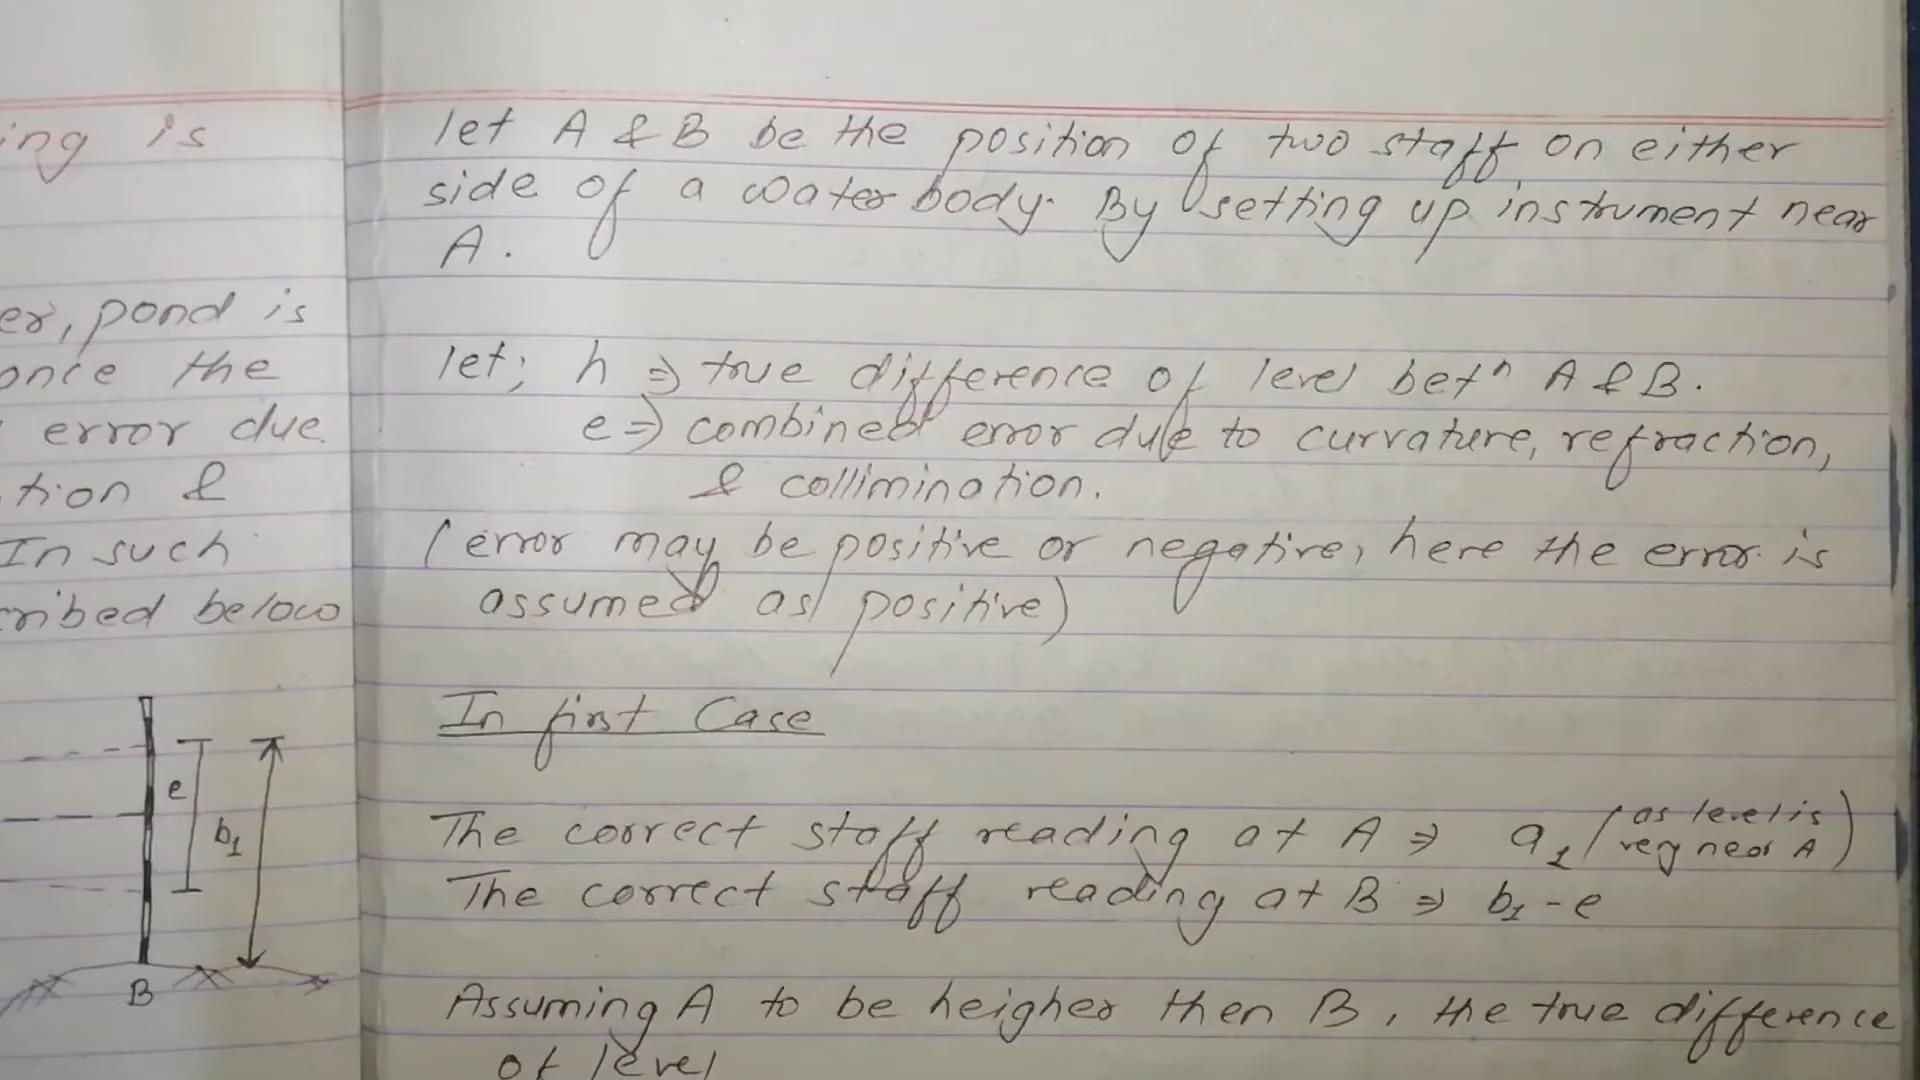 ing is
er, pond is
once the
error due
tion &
In such
cribed below
e
b1
B
let A & B be the position of two staff on either
side of a water body. By setting up instrument near
A.
let; h ⇒ true difference of level betn A & B.
e ⇒ combined error due to curvature, refraction,
& collimination.
(error may be positive or negative, here the error is
assumed as positive)
In first Case
The correct staff reading at A ⇒ a1 (as level is
very near A)
The correct staff reading at B ⇒ b1 - e
Assuming A to be heigher then B, the true difference
of level